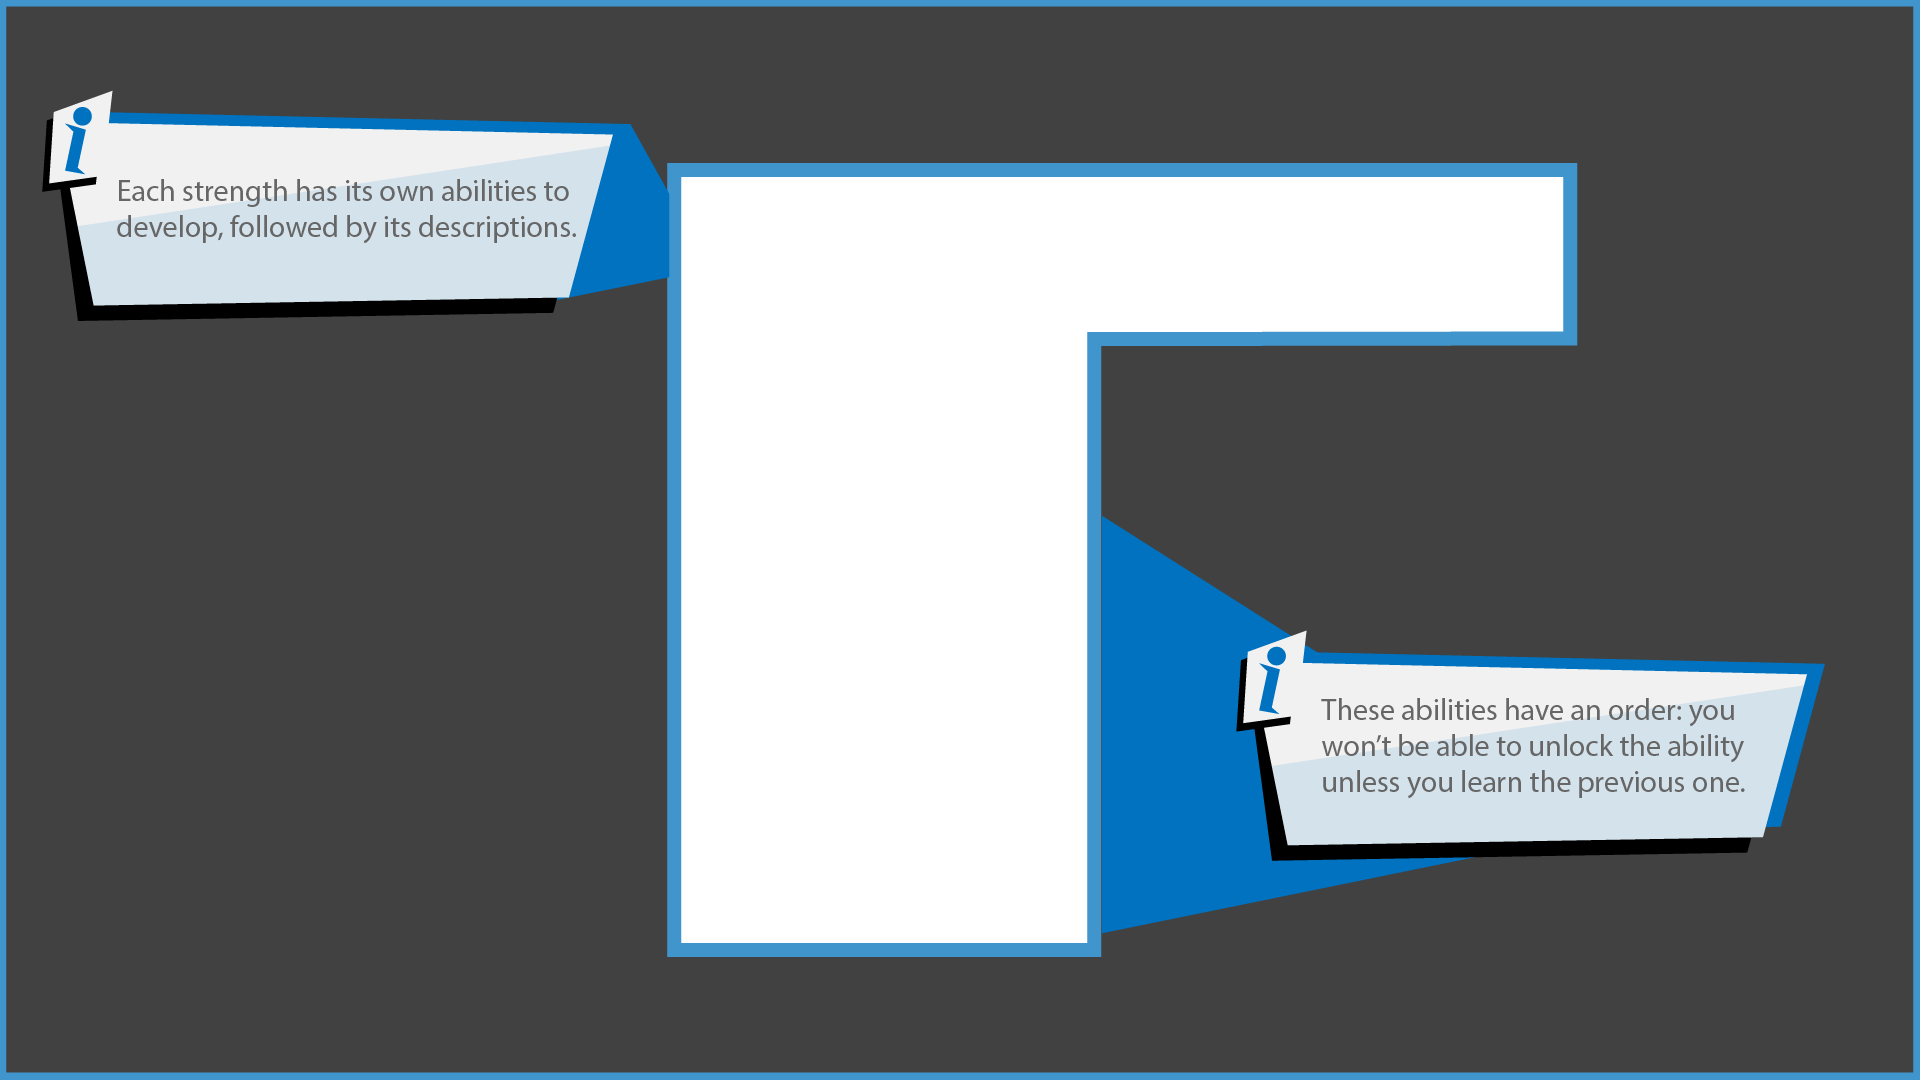 Each strength has its own abilities to
develop, followed by its descriptions.
These abilities have an order: you
won’t be able to unlock the ability
unless you learn the previous one.